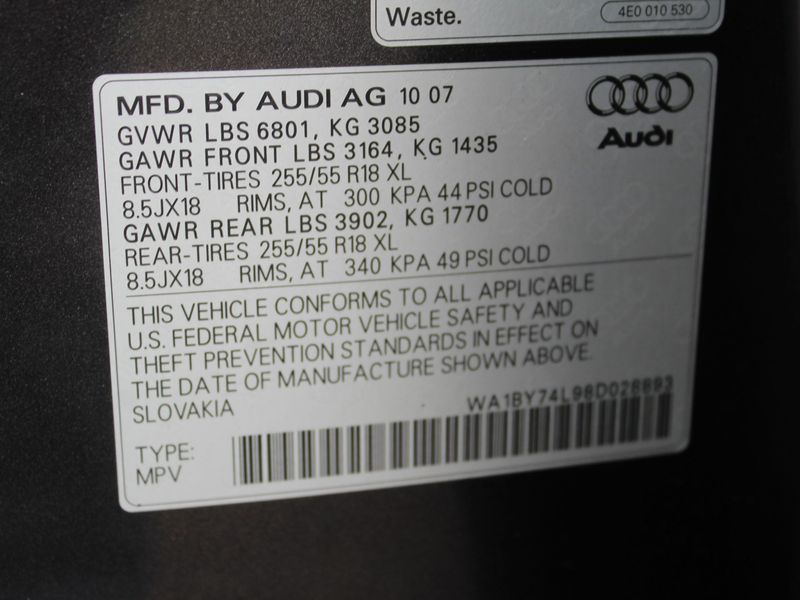 Waste.
4E0 010 530
MFD. BY AUDI AG 10 07
GVWR LBS 6801, KG 3085
GAWR FRONT LBS 3164, KG 1435
FRONT-TIRES 255/55 R18 XL
8.5JX18 RIMS, AT 300 KPA 44 PSI COLD
GAWR REAR LBS 3902, KG 1770
REAR-TIRES 255/55 R18 XL
8.5JX18 RIMS, AT 340 KPA 49 PSI COLD
Audi
THIS VEHICLE CONFORMS TO ALL APPLICABLE
U.S. FEDERAL MOTOR VEHICLE SAFETY AND
THEFT PREVENTION STANDARDS IN EFFECT ON
THE DATE OF MANUFACTURE SHOWN ABOVE.
SLOVAKIA
TYPE:
MPV